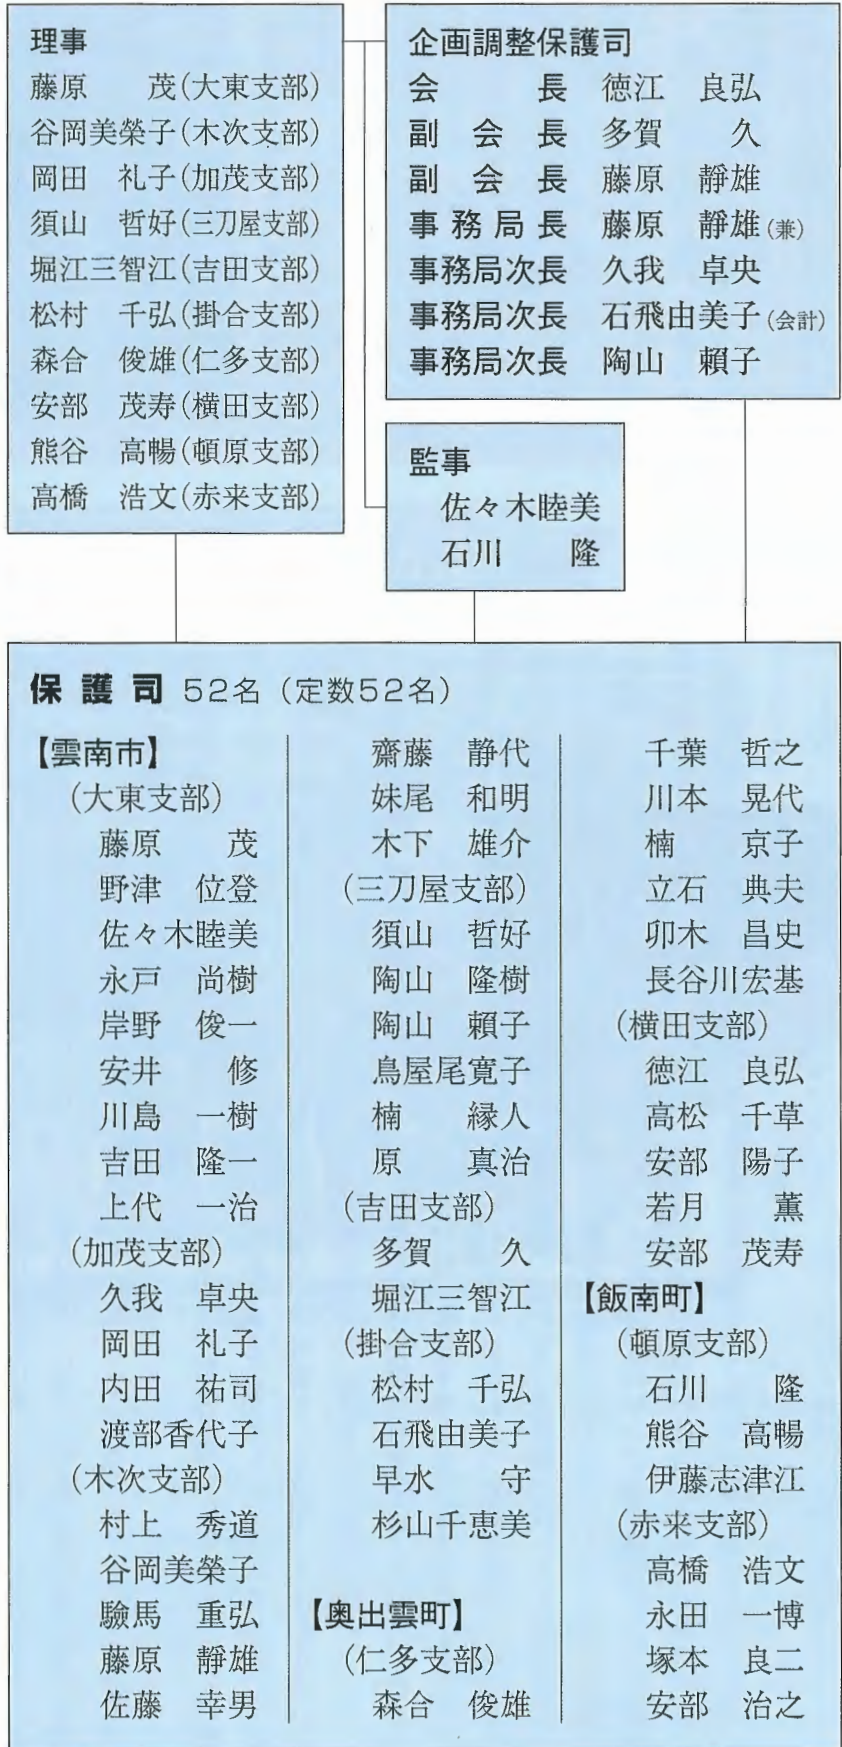 理事
藤原　茂(大東支部)
谷岡美榮子(木次支部)
岡田　礼子(加茂支部)
須山　哲好(三刀屋支部)
堀江三智江(吉田支部)
松村　千弘(掛合支部)
森合　俊雄(仁多支部)
安部　茂寿(横田支部)
熊谷　高暢(頓原支部)
高橋　浩文(赤来支部)
企画調整保護司
会長　徳江　良弘
副会長　多賀　久
副会長　藤原　靜雄
事務局長　藤原　靜雄(兼)
事務局次長　久我　卓央
事務局次長　石飛由美子(会計)
事務局次長　陶山　頼子
監事
佐々木睦美
石川　隆
保護司 52名（定数52名）
【雲南市】
(大東支部)
藤原　茂
野津　位登
佐々木睦美
永戸　尚樹
岸野　俊一
安井　修
川島　一樹
吉田　隆一
上代　一治
(加茂支部)
久我　卓央
岡田　礼子
内田　祐司
渡部香代子
(木次支部)
村上　秀道
谷岡美榮子
驗馬　重弘
藤原　靜雄
佐藤　幸男
齋藤　静代
妹尾　和明
木下　雄介
(三刀屋支部)
須山　哲好
陶山　隆樹
陶山　頼子
鳥屋尾寛子
楠　縁人
原　真治
(吉田支部)
多賀　久
堀江三智江
(掛合支部)
松村　千弘
石飛由美子
早水　守
杉山千恵美
【奥出雲町】
(仁多支部)
森合　俊雄
千葉　哲之
川本　晃代
楠　京子
立石　典夫
卯木　昌史
長谷川宏基
(横田支部)
徳江　良弘
高松　千草
安部　陽子
若月　薫
安部　茂寿
【飯南町】
(頓原支部)
石川　隆
熊谷　高暢
伊藤志津江
(赤来支部)
高橋　浩文
永田　一博
塚本　良二
安部　治之